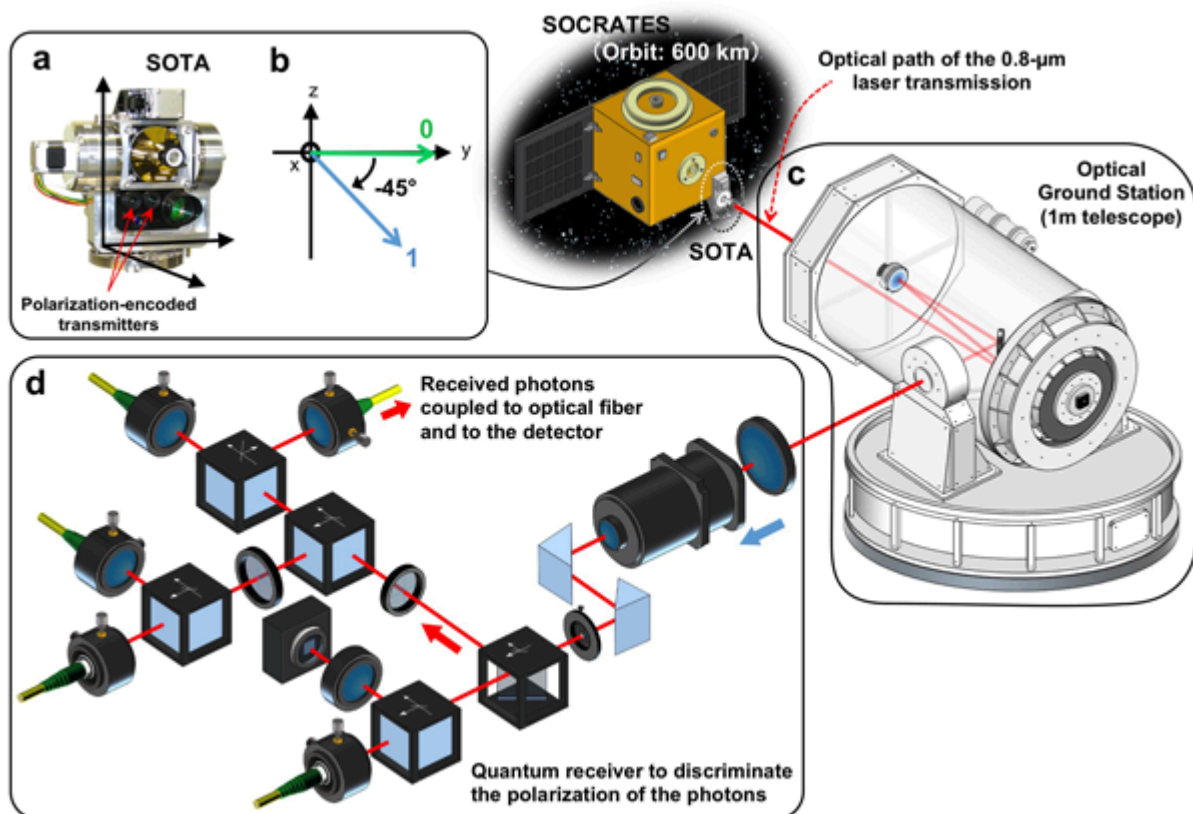 SOCRATES
(Orbit: 600 km)
a
SOTA
b
z
0
x
y
-45°
1
Polarization-encoded
transmitters
SOTA
Optical path of the 0.8-μm
laser transmission
c
Optical
Ground Station
(1m telescope)
d
Received photons
coupled to optical fiber
and to the detector
Quantum receiver to discriminate
the polarization of the photons